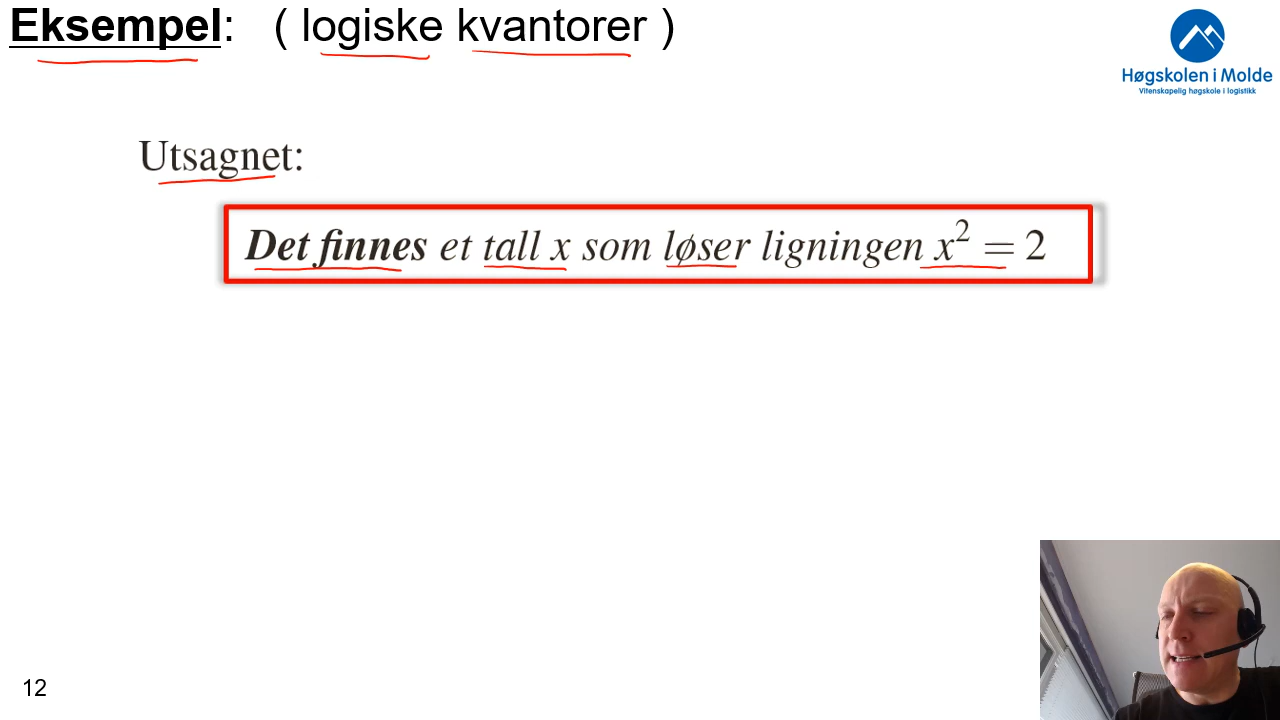 Eksempel: ( logiske kvantorer )
Høgskolen i Molde
Vitenskapelig høgskole i logistikk
Utsagnet:
Det finnes et tall x som løser ligningen x² = 2
12